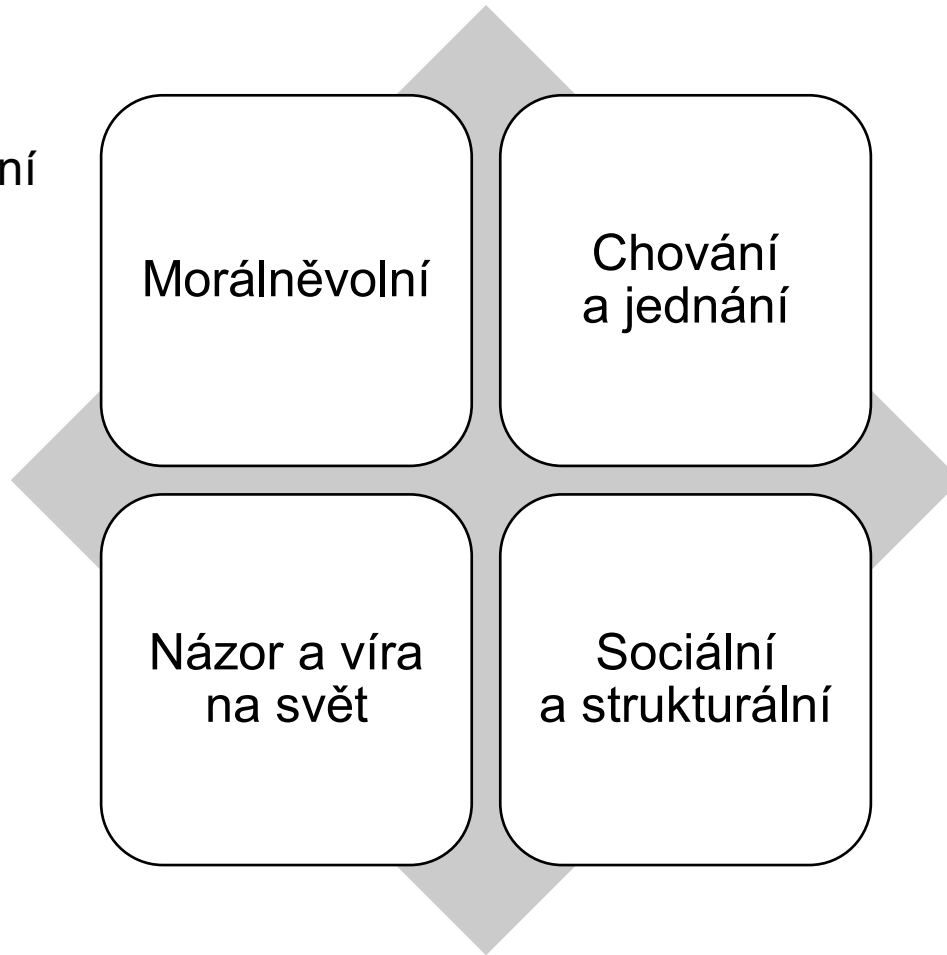 ní
Morálněvolní
Chování
a jednání
Názor a víra
na svět
Sociální
a strukturální